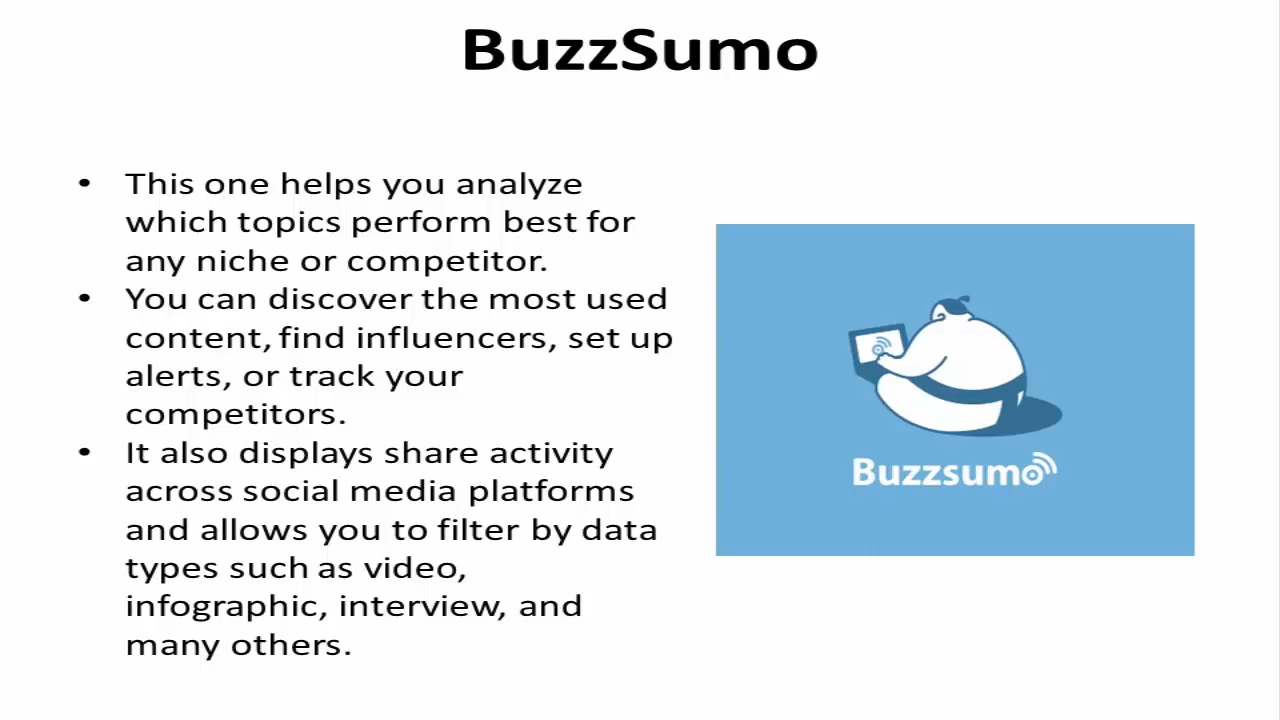 BuzzSumo
• This one helps you analyze
which topics perform best for
any niche or competitor.
• You can discover the most used
content, find influencers, set up
alerts, or track your
competitors.
• It also displays share activity
across social media platforms
and allows you to filter by data
types such as video,
infographic, interview, and
many others.
Buzzsumo